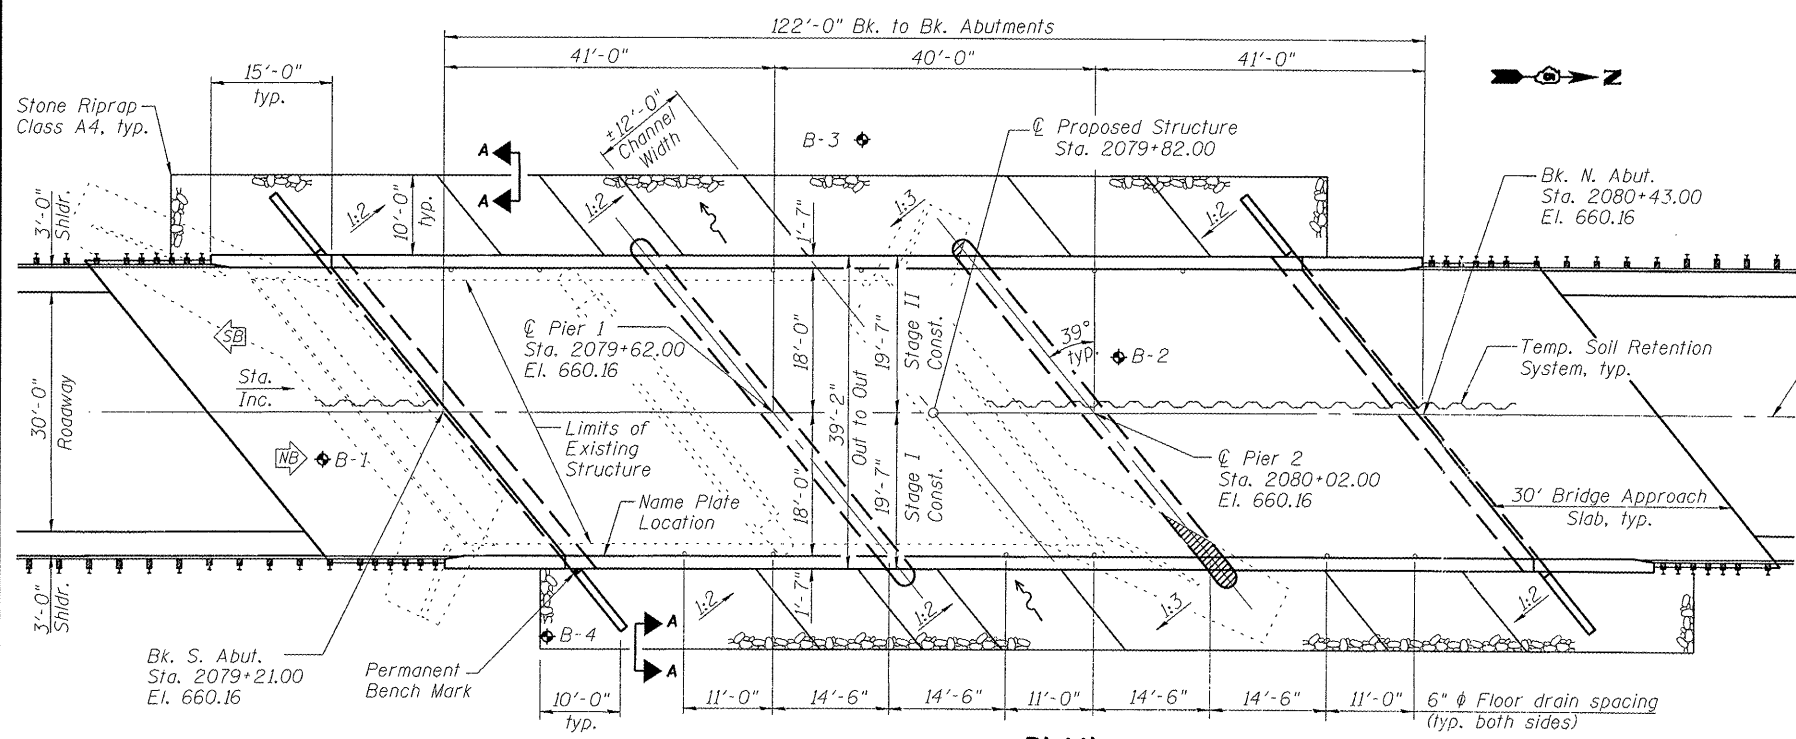 122'-0" Bk. to Bk. Abutments
41'-0"
40'-0"
41'-0"
15'-0"
typ.
Stone Riprap
Class A4, typ.
±12'-0"
Channel
Width
B-3
℄ Proposed Structure
Sta. 2079+82.00
N
A
A
Bk. N. Abut.
Sta. 2080+43.00
El. 660.16
3'-0"
Shldr.
1:2
10'-0"
typ.
1:2
1'-7"
1:3
1:2
SB
Sta.
Inc.
℄ Pier 1
Sta. 2079+62.00
El. 660.16
18'-0"
19'-7"
Stage II
Const.
39°
typ.
B-2
Temp. Soil Retention
System, typ.
30'-0"
Roadway
39'-2"
Out to Out
NB
B-1
Limits of
Existing
Structure
Name Plate
Location
18'-0"
19'-7"
Stage I
Const.
℄ Pier 2
Sta. 2080+02.00
El. 660.16
30' Bridge Approach
Slab, typ.
3'-0"
Shldr.
1:2
1'-7"
1:2
1:3
1:2
B-4
A
A
Bk. S. Abut.
Sta. 2079+21.00
El. 660.16
Permanent
Bench Mark
10'-0"
typ.
11'-0"
14'-6"
14'-6"
11'-0"
14'-6"
14'-6"
11'-0"
6" ϕ Floor drain spacing
(typ. both sides)